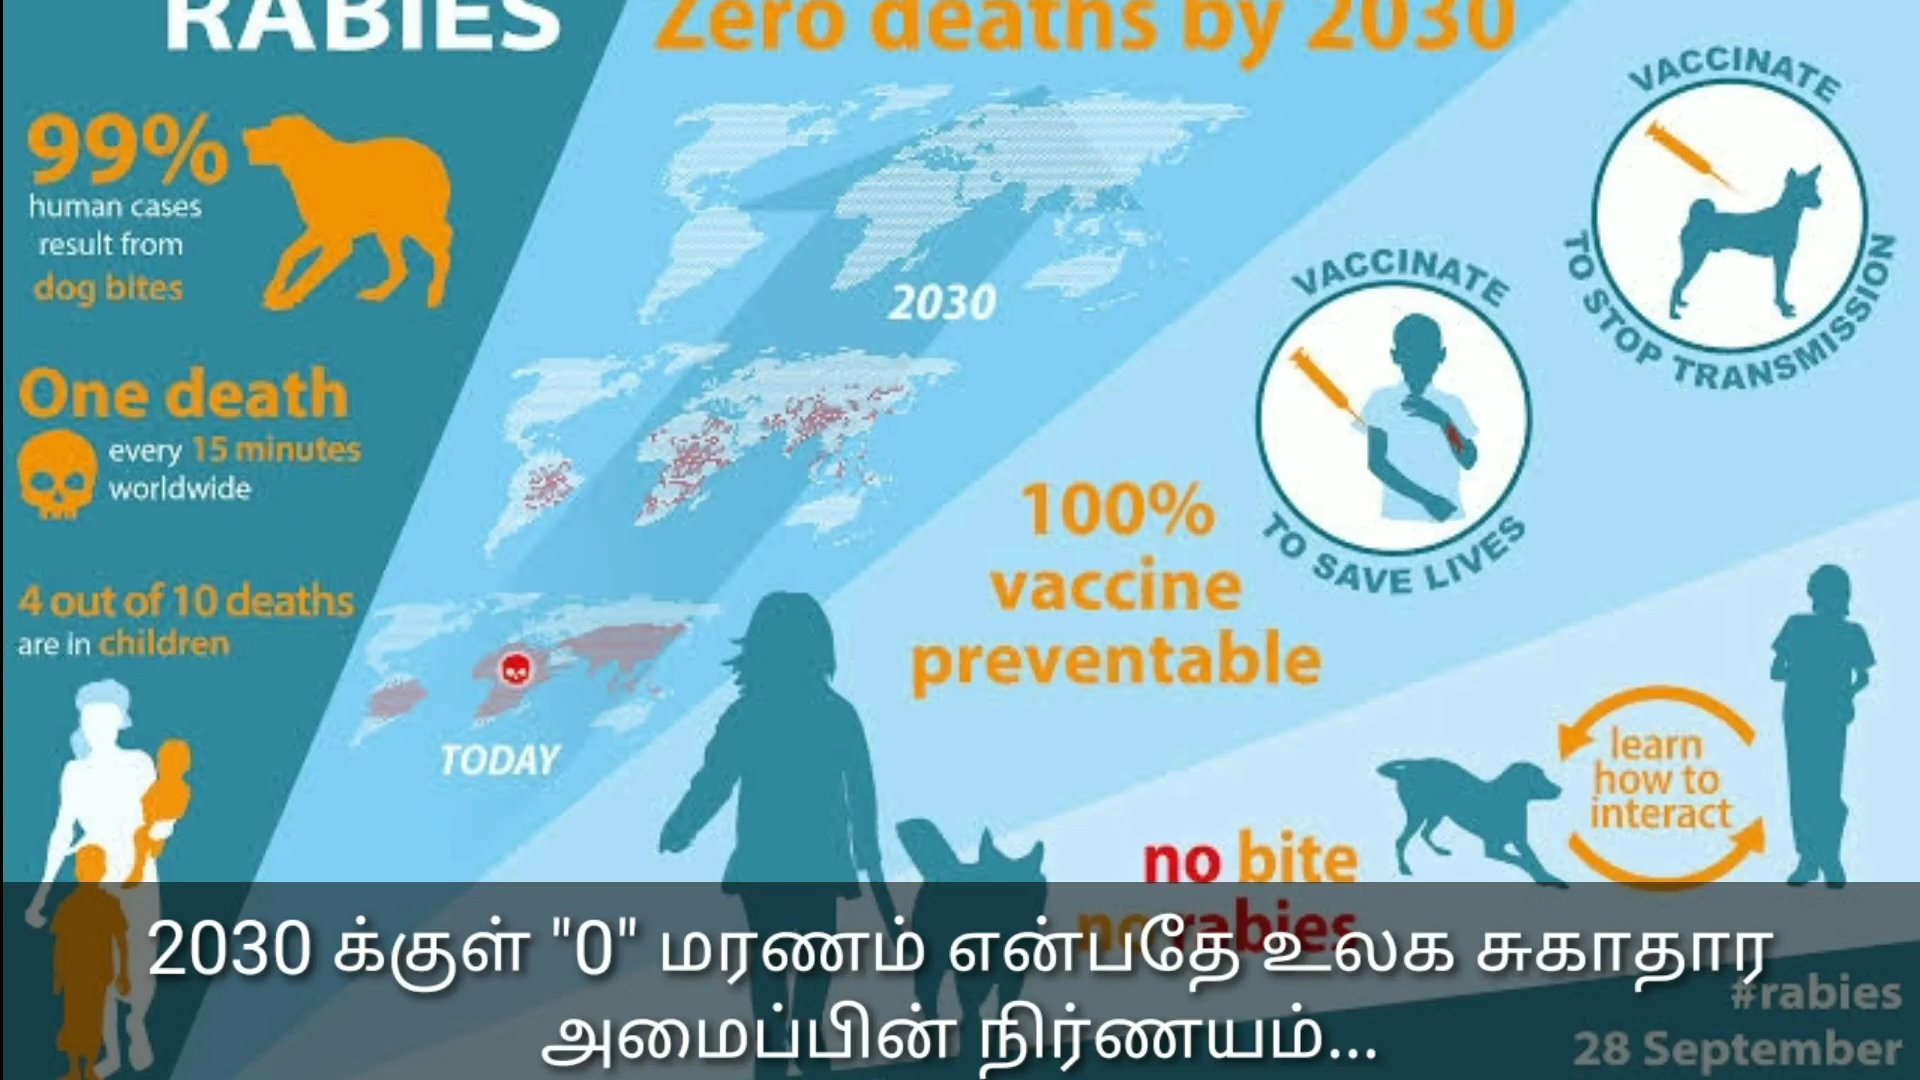 RABIES
Zero deaths by 2030
99%
human cases
result from
dog bites
One death
every 15 minutes
worldwide
4 out of 10 deaths
are in children
2030
TODAY
100%
vaccine
preventable
VACCINATE
TO SAVE LIVES
VACCINATE
TO STOP TRANSMISSION
learn
how to
interact
no bite
no rabies
2030 க்குள் "0" மரணம் என்பதே உலக சுகாதார
அமைப்பின் நிர்ணயம்...
#rabies
28 September